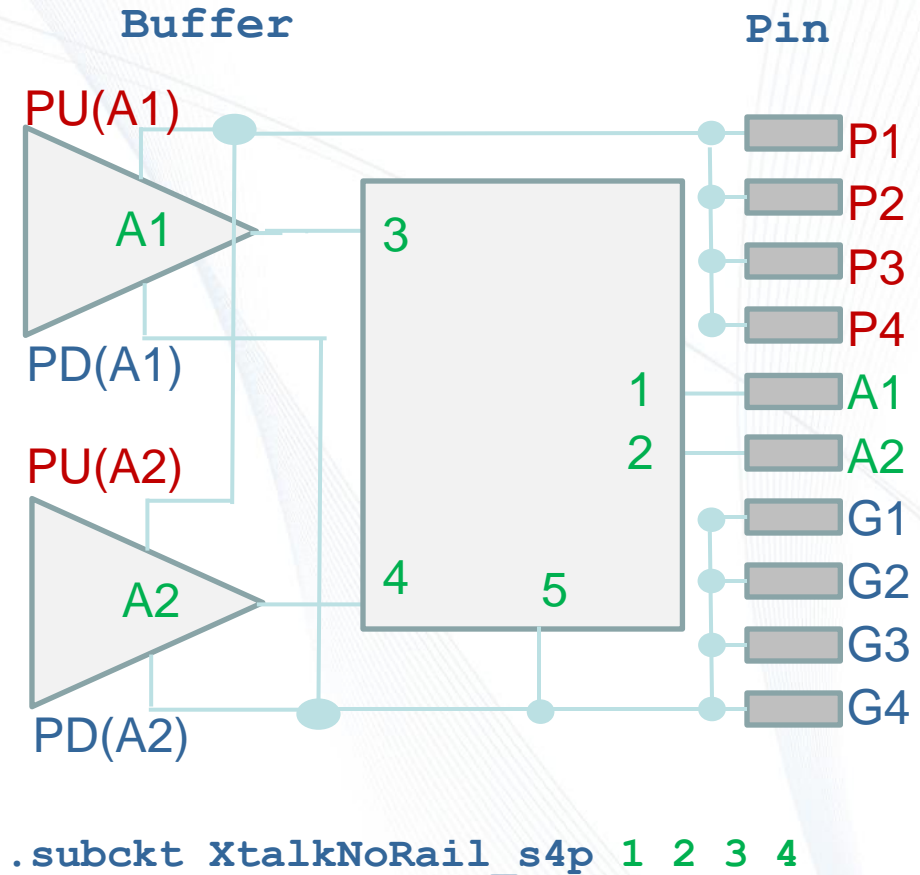 Buffer Pin
PU(A1)
P1
P2
A1
3
P3
P4
PD(A1)
1
A1
2
A2
PU(A2)
G1
4
5
G2
A2
G3
G4
PD(A2)
.subckt XtalkNoRail_s4p 1 2 3 4